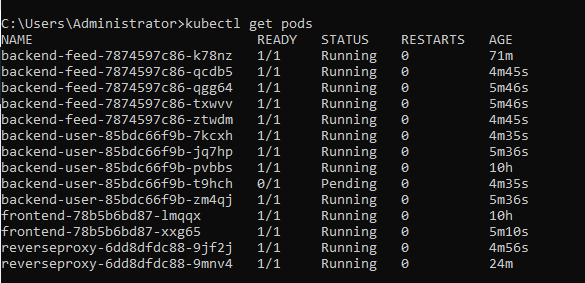 C:\Users\Administrator>kubectl get pods
NAME READY STATUS RESTARTS AGE
backend-feed-7874597c86-k78nz 1/1 Running 0 71m
backend-feed-7874597c86-qcdb5 1/1 Running 0 4m45s
backend-feed-7874597c86-qgg64 1/1 Running 0 5m46s
backend-feed-7874597c86-txwvv 1/1 Running 0 5m46s
backend-feed-7874597c86-ztwdm 1/1 Running 0 4m45s
backend-user-85bdc66f9b-7kcxh 1/1 Running 0 4m35s
backend-user-85bdc66f9b-jq7hp 1/1 Running 0 5m36s
backend-user-85bdc66f9b-pvbbs 1/1 Running 0 10h
backend-user-85bdc66f9b-t9hch 0/1 Pending 0 4m35s
backend-user-85bdc66f9b-zm4qj 1/1 Running 0 5m36s
frontend-78b5b6bd87-lmqqx 1/1 Running 0 10h
frontend-78b5b6bd87-xxg65 1/1 Running 0 5m10s
reverseproxy-6dd8dfdc88-9jf2j 1/1 Running 0 4m56s
reverseproxy-6dd8dfdc88-9mnv4 1/1 Running 0 24m